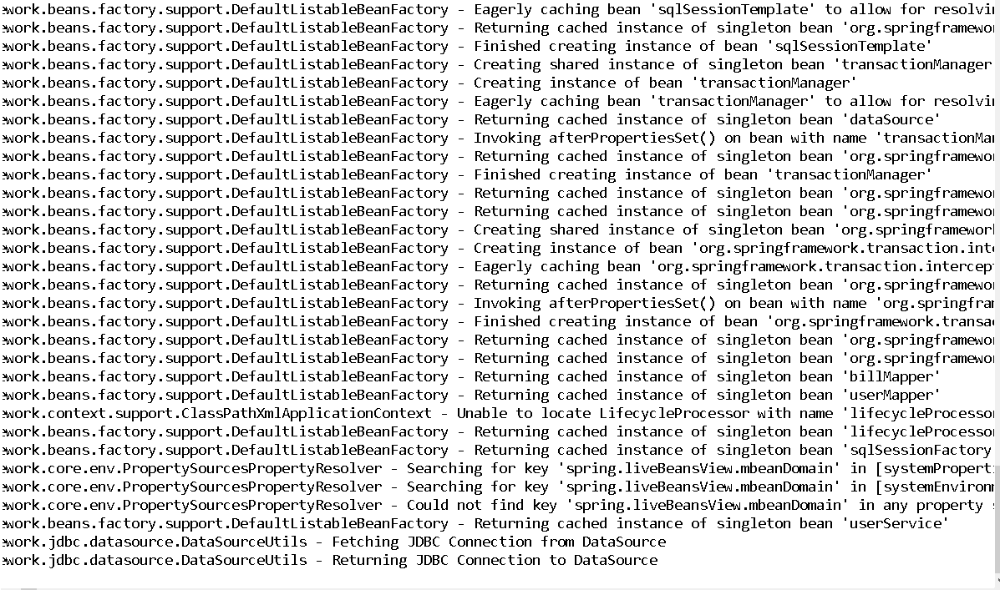 work.beans.factory.support.DefaultListableBeanFactory - Eagerly caching bean 'sqlSessionTemplate' to allow for resolvin
work.beans.factory.support.DefaultListableBeanFactory - Returning cached instance of singleton bean 'org.springframewor
work.beans.factory.support.DefaultListableBeanFactory - Finished creating instance of bean 'sqlSessionTemplate'
work.beans.factory.support.DefaultListableBeanFactory - Creating shared instance of singleton bean 'transactionManager
work.beans.factory.support.DefaultListableBeanFactory - Creating instance of bean 'transactionManager'
work.beans.factory.support.DefaultListableBeanFactory - Eagerly caching bean 'transactionManager' to allow for resolvin
work.beans.factory.support.DefaultListableBeanFactory - Returning cached instance of singleton bean 'dataSource'
work.beans.factory.support.DefaultListableBeanFactory - Invoking afterPropertiesSet() on bean with name 'transactionMan
work.beans.factory.support.DefaultListableBeanFactory - Returning cached instance of singleton bean 'org.springframewor
work.beans.factory.support.DefaultListableBeanFactory - Finished creating instance of bean 'transactionManager'
work.beans.factory.support.DefaultListableBeanFactory - Returning cached instance of singleton bean 'org.springframewor
work.beans.factory.support.DefaultListableBeanFactory - Returning cached instance of singleton bean 'org.springframewor
work.beans.factory.support.DefaultListableBeanFactory - Creating shared instance of singleton bean 'org.springframework
work.beans.factory.support.DefaultListableBeanFactory - Creating instance of bean 'org.springframework.transaction.inte
work.beans.factory.support.DefaultListableBeanFactory - Eagerly caching bean 'org.springframework.transaction.intercept
work.beans.factory.support.DefaultListableBeanFactory - Returning cached instance of singleton bean 'org.springframewor
work.beans.factory.support.DefaultListableBeanFactory - Invoking afterPropertiesSet() on bean with name 'org.springfram
work.beans.factory.support.DefaultListableBeanFactory - Finished creating instance of bean 'org.springframework.transac
work.beans.factory.support.DefaultListableBeanFactory - Returning cached instance of singleton bean 'org.springframewor
work.beans.factory.support.DefaultListableBeanFactory - Returning cached instance of singleton bean 'org.springframewor
work.beans.factory.support.DefaultListableBeanFactory - Returning cached instance of singleton bean 'billMapper'
work.beans.factory.support.DefaultListableBeanFactory - Returning cached instance of singleton bean 'userMapper'
work.context.support.ClassPathXmlApplicationContext - Unable to locate LifecycleProcessor with name 'lifecycleProcessor
work.beans.factory.support.DefaultListableBeanFactory - Returning cached instance of singleton bean 'lifecycleProcessor
work.beans.factory.support.DefaultListableBeanFactory - Returning cached instance of singleton bean 'sqlSessionFactory
work.core.env.PropertySourcesPropertyResolver - Searching for key 'spring.liveBeansView.mbeanDomain' in [systemProperti
work.core.env.PropertySourcesPropertyResolver - Searching for key 'spring.liveBeansView.mbeanDomain' in [systemEnvironm
work.core.env.PropertySourcesPropertyResolver - Could not find key 'spring.liveBeansView.mbeanDomain' in any property s
work.beans.factory.support.DefaultListableBeanFactory - Returning cached instance of singleton bean 'userService'
work.jdbc.datasource.DataSourceUtils - Fetching JDBC Connection from DataSource
work.jdbc.datasource.DataSourceUtils - Returning JDBC Connection to DataSource